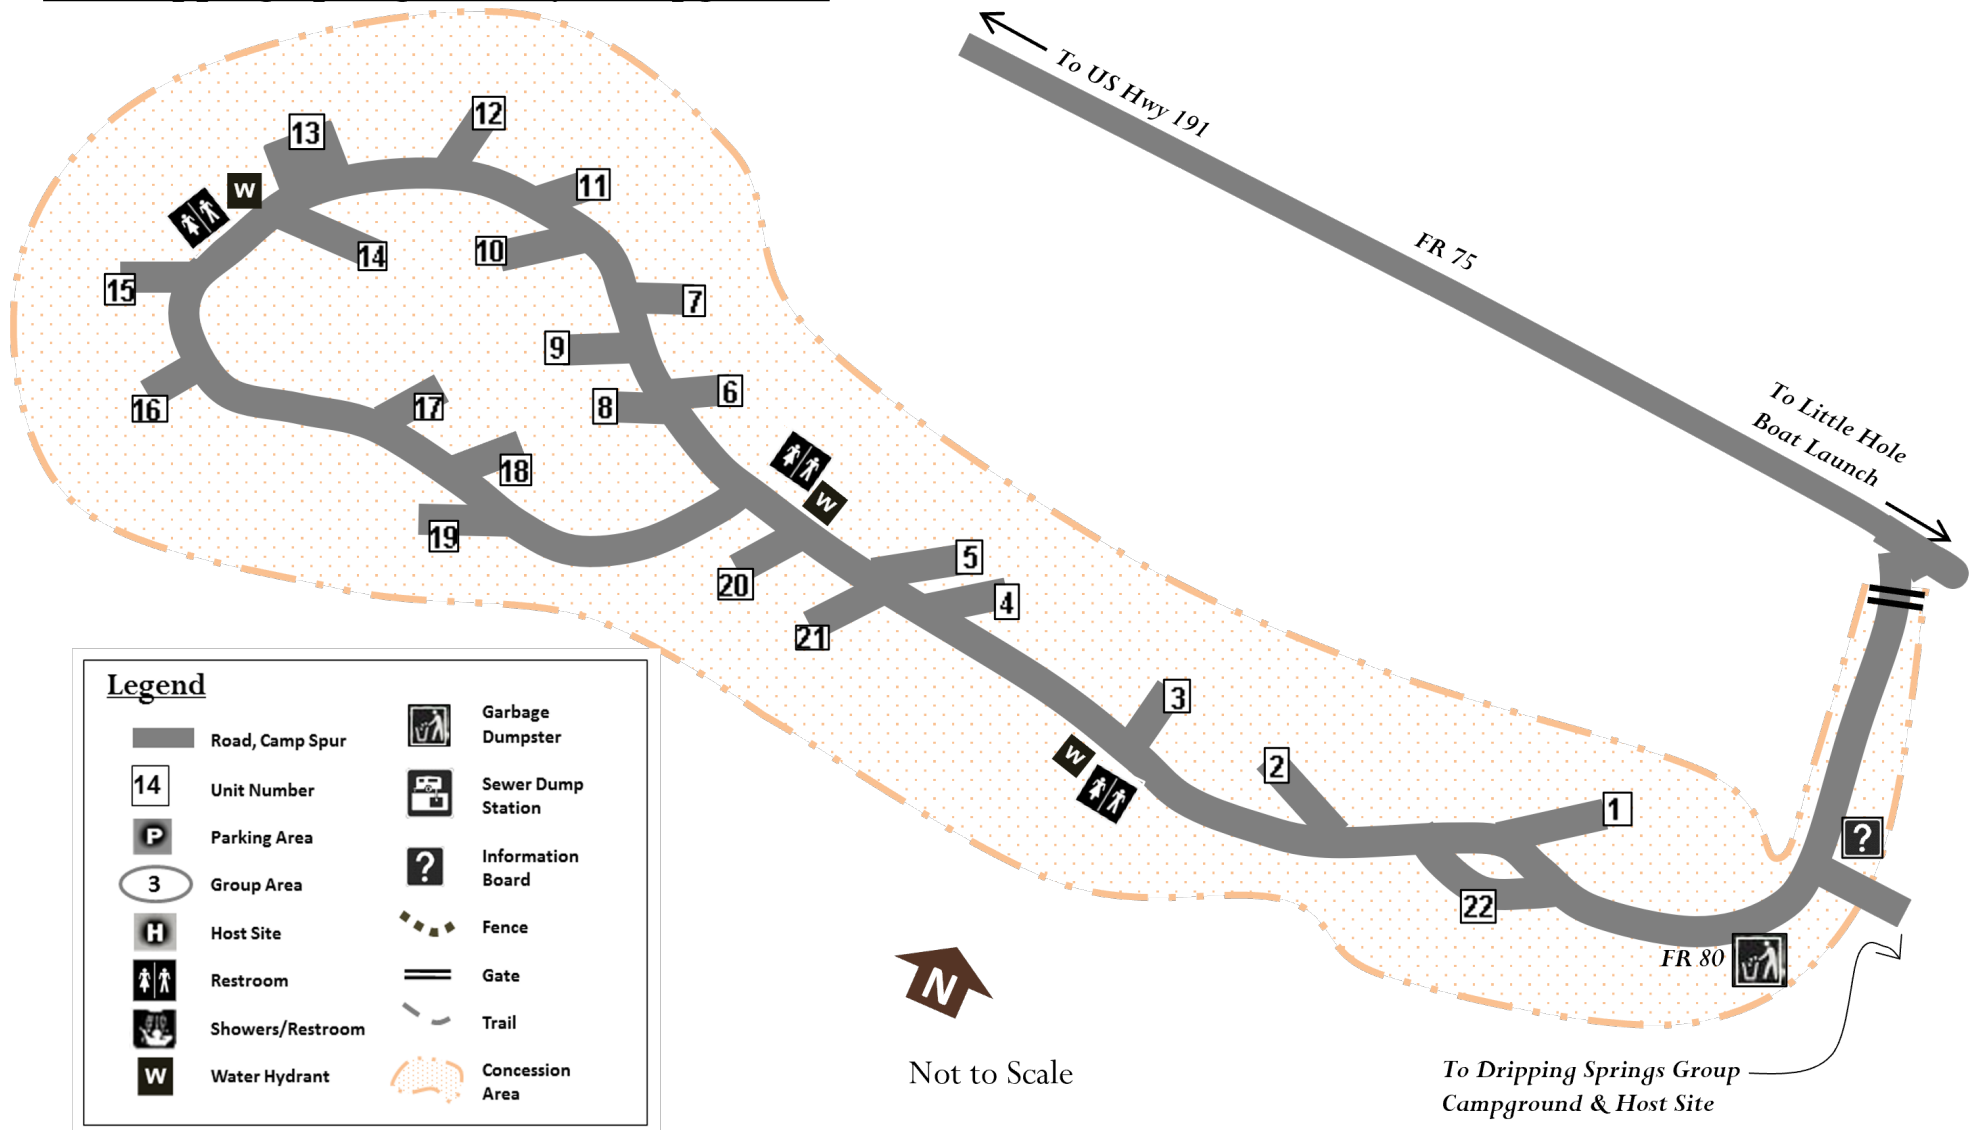 To US Hwy 191
FR 75
To Little Hole
Boat Launch
13
12
W
11
14
10
15
7
9
6
8
16
17
18
W
19
5
20
4
21
3
W
2
1
?
22
FR 80
N
Not to Scale
To Dripping Springs Group
Campground & Host Site
Legend
Road, Camp Spur
14
Unit Number
P
Parking Area
3
Group Area
H
Host Site
Restroom
Showers/Restroom
W
Water Hydrant
Garbage
Dumpster
Sewer Dump
Station
?
Information
Board
Fence
Gate
Trail
Concession
Area